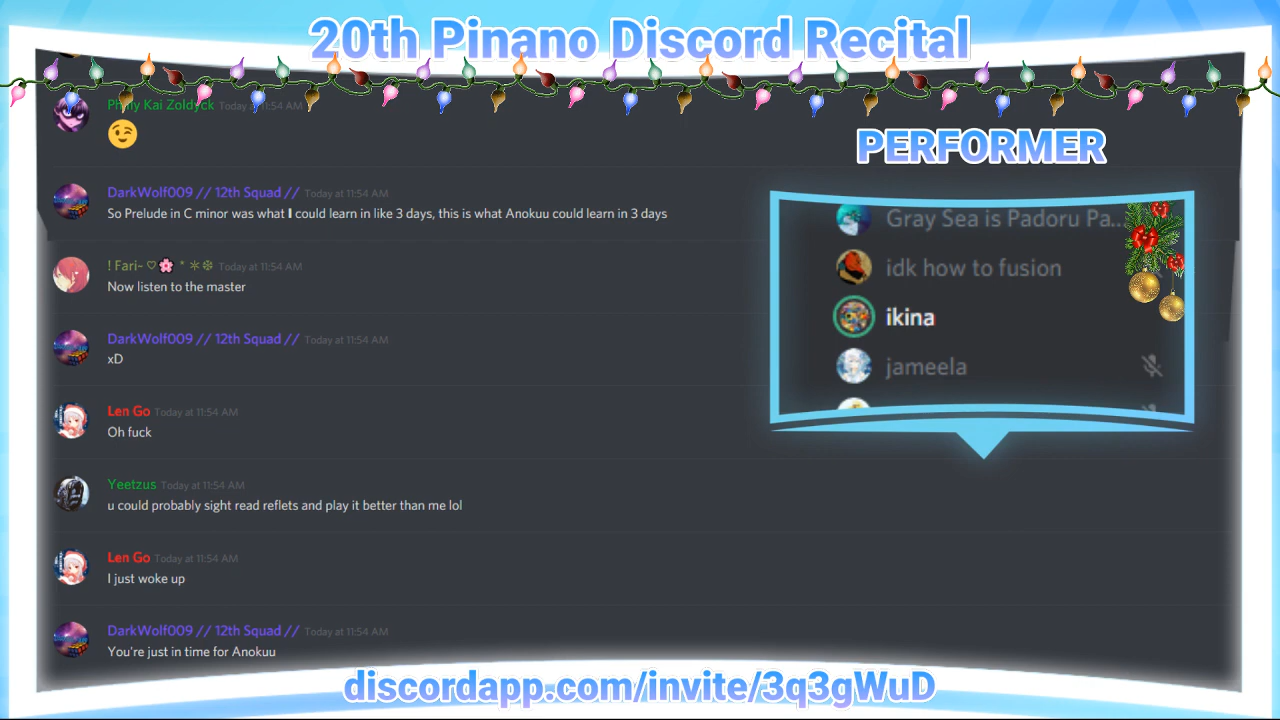 20th Pinano Discord Recital
Philly Kai Zoldyck Today at 11:54 AM
DarkWolf009 // 12th Squad // Today at 11:54 AM
So Prelude in C minor was what I could learn in like 3 days, this is what Anokuu could learn in 3 days
! Fari~ ♡🌸 * ✻❄ Today at 11:54 AM
Now listen to the master
DarkWolf009 // 12th Squad // Today at 11:54 AM
xD
Len Go Today at 11:54 AM
Oh fuck
Yeetzus Today at 11:54 AM
u could probably sight read reflets and play it better than me lol
Len Go Today at 11:54 AM
I just woke up
DarkWolf009 // 12th Squad // Today at 11:54 AM
You're just in time for Anokuu
PERFORMER
Gray Sea is Padoru Pa...
idk how to fusion
ikina
jameela
discordapp.com/invite/3q3gWuD